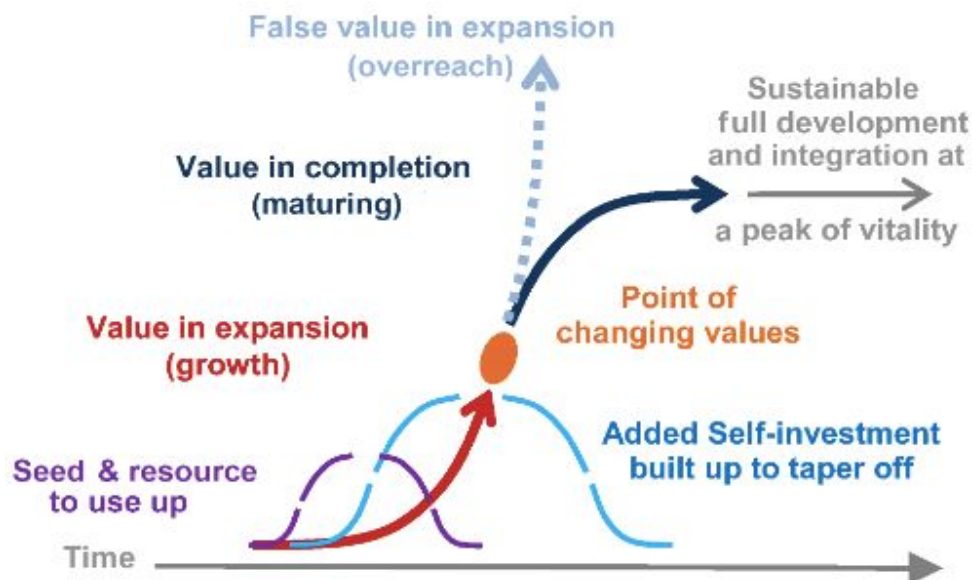 False value in expansion
(overreach)
Sustainable
full development
and integration at
a peak of vitality
Value in completion
(maturing)
Point of
changing values
Value in expansion
(growth)
Added Self-investment
built up to taper off
Seed & resource
to use up
Time